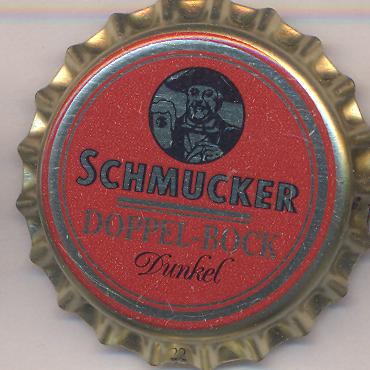 SCHMUCKER
DOPPEL-BOCK
Dunkel
22